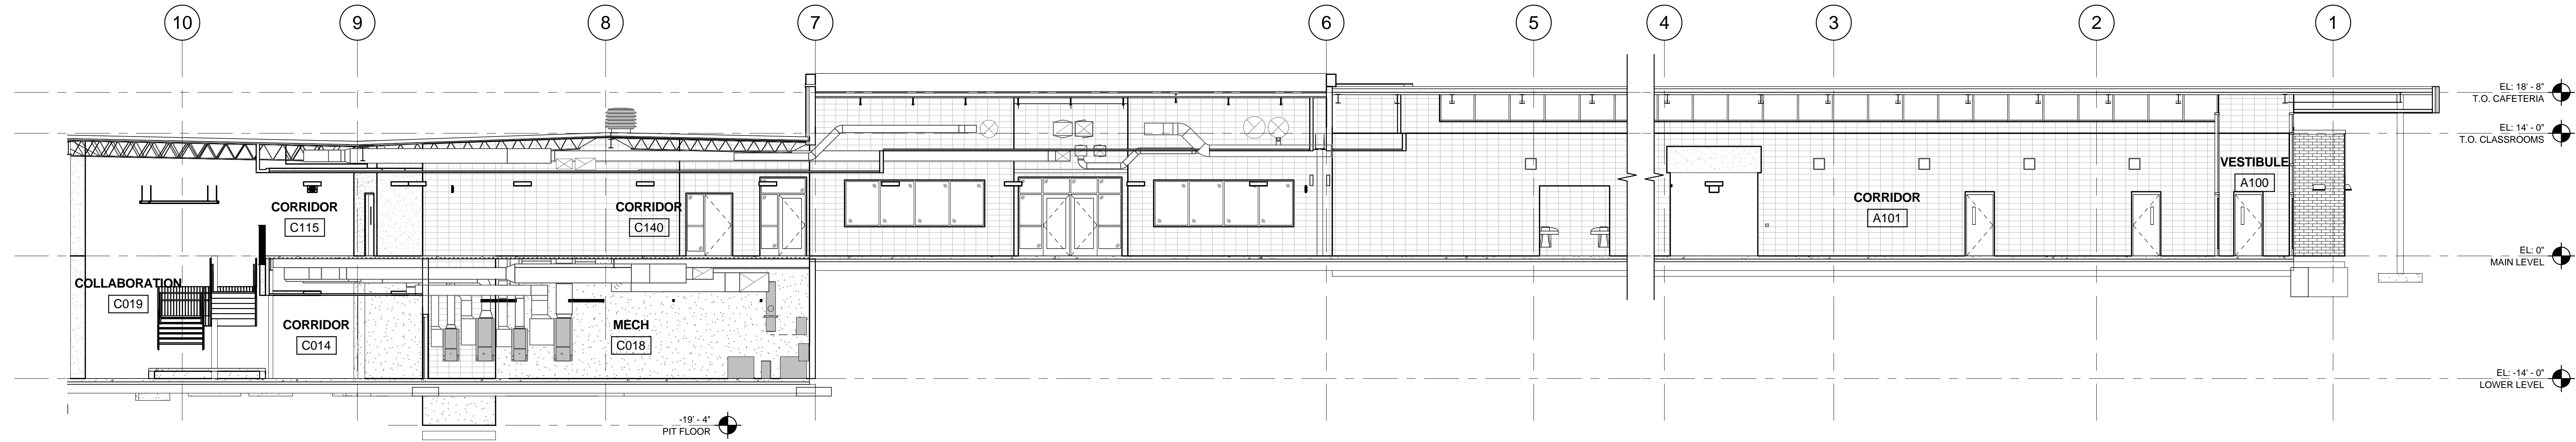 10
9
8
7
6
5
4
3
2
1
EL: 18' - 8"
T.O. CAFETERIA
EL: 14' - 0"
T.O. CLASSROOMS
VESTIBULE
A100
CORRIDOR
C115
CORRIDOR
C140
CORRIDOR
A101
EL: 0"
MAIN LEVEL
COLLABORATION
C019
CORRIDOR
C014
MECH
C018
EL: -14' - 0"
LOWER LEVEL
-19' - 4"
PIT FLOOR